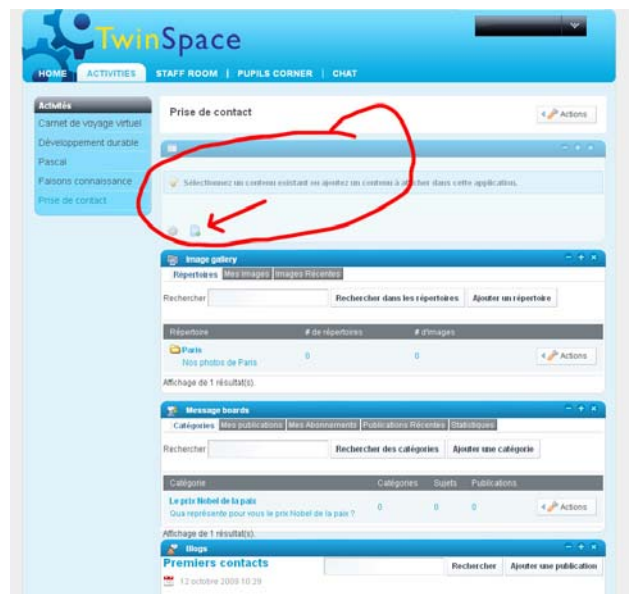 TwinSpace
HOME ACTIVITIES STAFF ROOM | PUPILS CORNER | CHAT
Activités
Carnet de voyage virtuel
Développement durable
Pascal
Faisons connaissance
Prise de contact
Prise de contact
Actions
Sélectionnez un contenu existant ou ajoutez un contenu à attacher dans cette application.
Image gallery
Répertoires Mes Images Images Récentes
Rechercher Rechercher dans les répertoires Ajouter un répertoire
Répertoire # de répertoires # d'images
Paris 0 0 Actions
Nos photos de Paris
Affichage de 1 résultat(s).
Message boards
Catégories Mes publications Mes Abonnements Publications Récentes Statistiques
Rechercher Rechercher des catégories Ajouter une catégorie
Catégorie Catégories Sujets Publications
Le prix Nobel de la paix 0 0 0 Actions
Que représente pour vous le prix Nobel de la paix ?
Affichage de 1 résultat(s).
Blogs
Premiers contacts Rechercher Ajouter une publication
12 octobre 2009 10:29